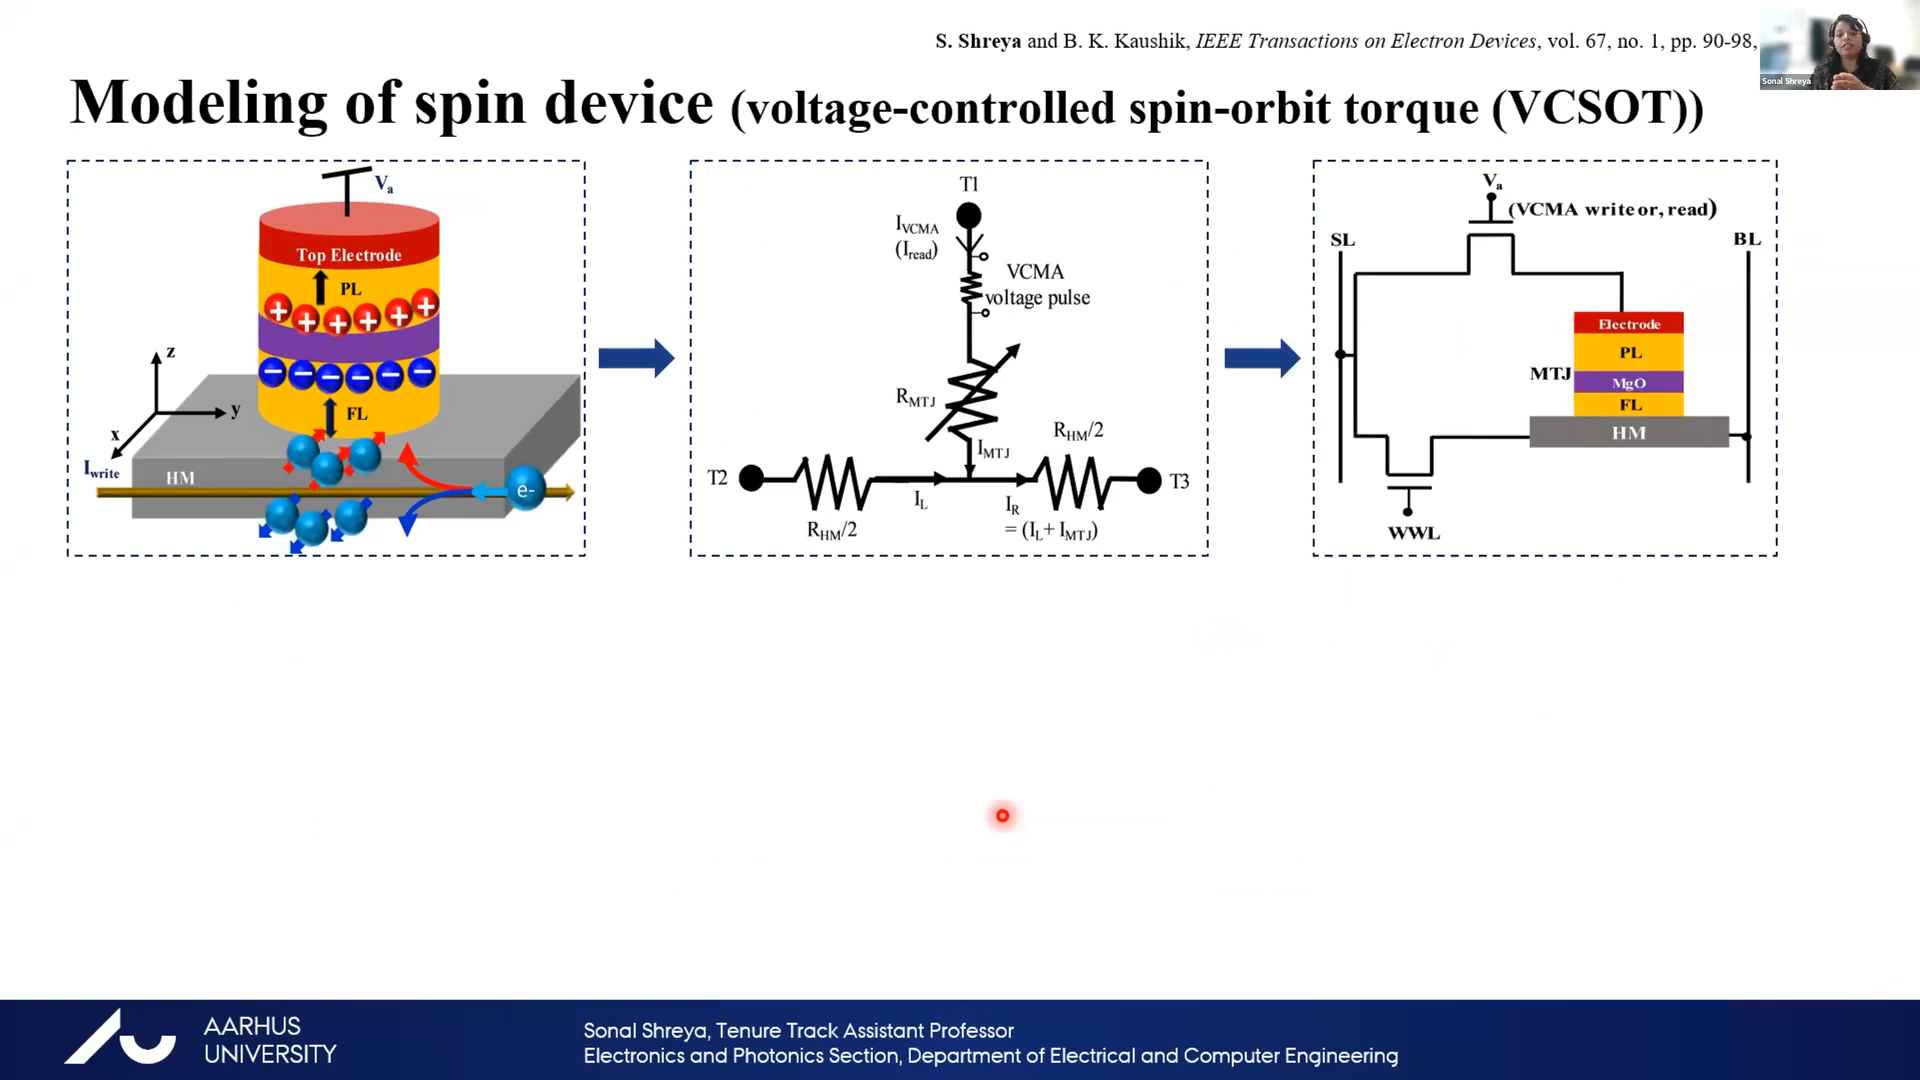 S. Shreya and B. K. Kaushik, IEEE Transactions on Electron Devices, vol. 67, no. 1, pp. 90-98,
Sonal Shreya
Modeling of spin device (voltage-controlled spin-orbit torque (VCSOT))
Va
Top Electrode
PL
+ + + + + +
− − − − − −
FL
z
y
x
Iwrite
HM
e-
T1
IVCMA
(Iread)
VCMA
voltage pulse
RMTJ
IMTJ
RHM/2
T2
T3
IL
IR
RHM/2
= (IL+ IMTJ)
Va
(VCMA write or, read)
SL
BL
Electrode
PL
MTJ
MgO
FL
HM
WWL
AARHUS
UNIVERSITY
Sonal Shreya, Tenure Track Assistant Professor
Electronics and Photonics Section, Department of Electrical and Computer Engineering